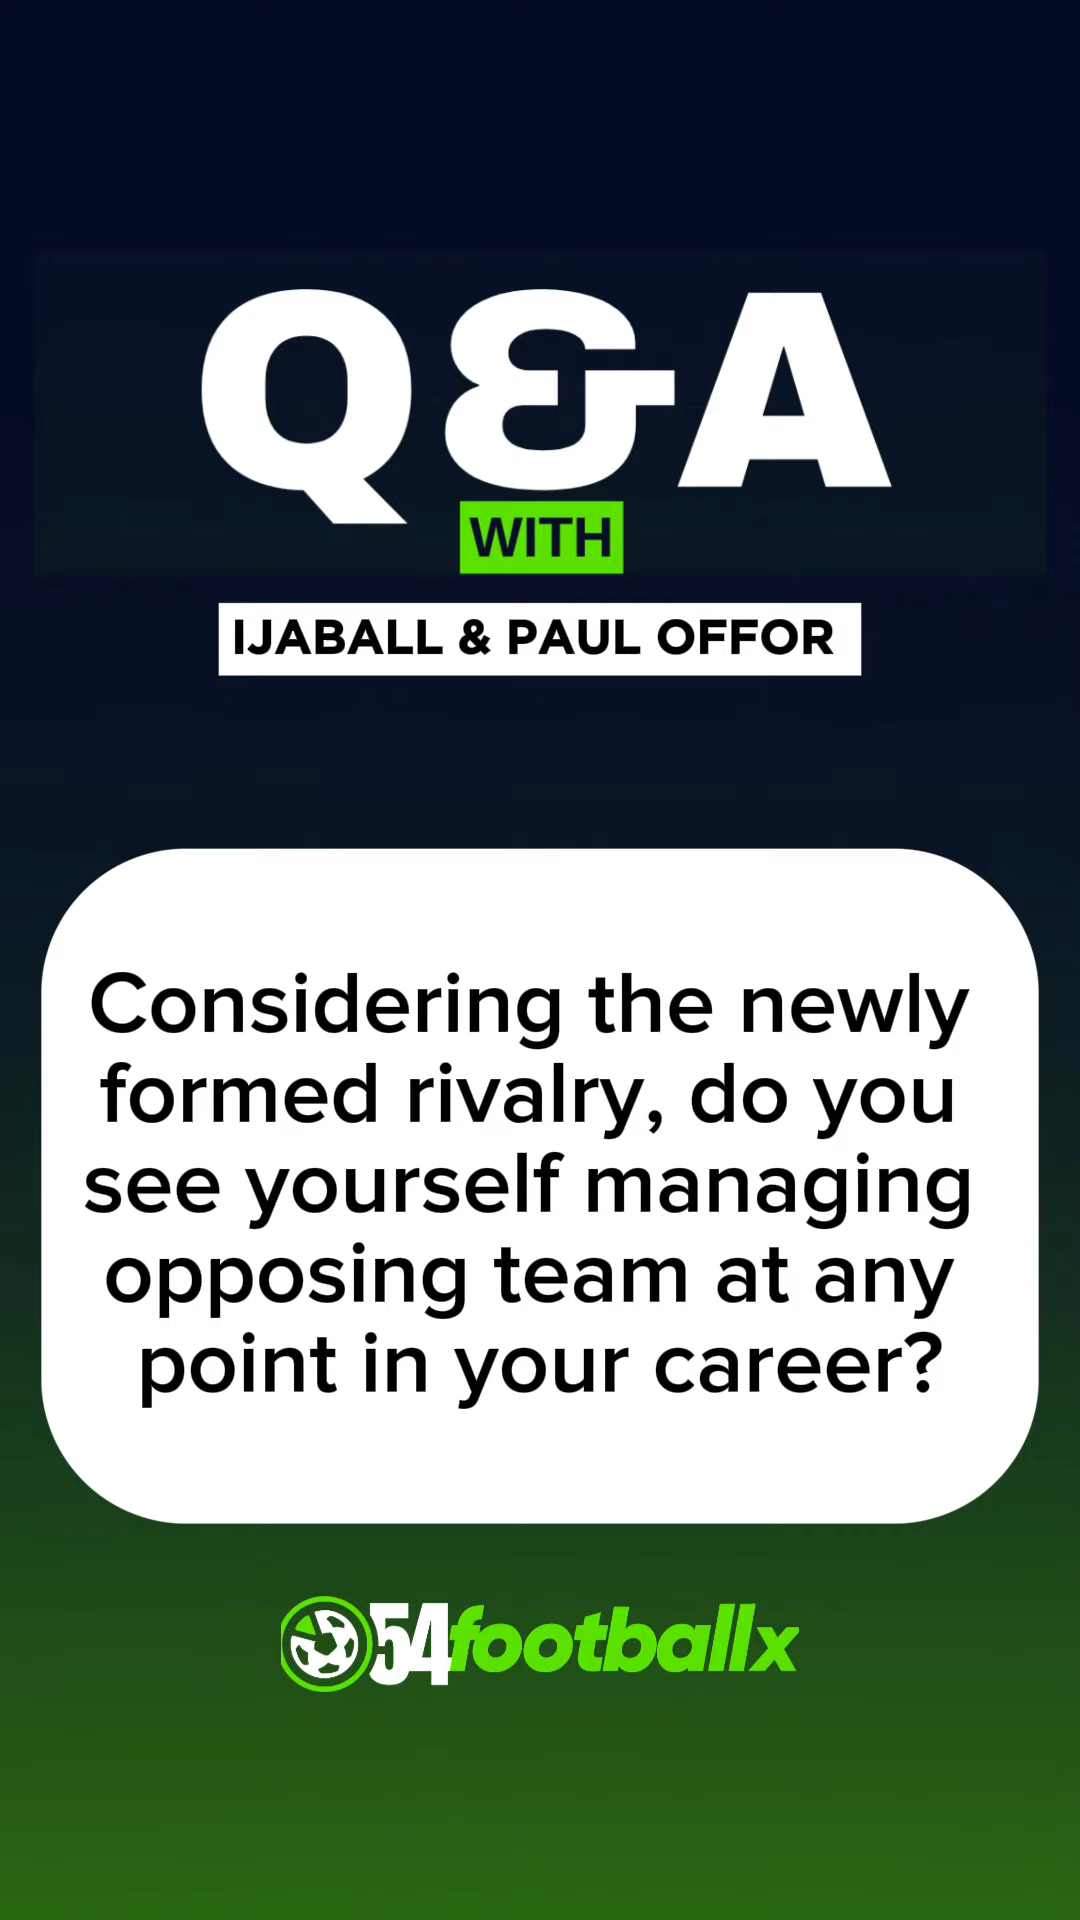 Q&A
WITH
IJABALL & PAUL OFFOR
Considering the newly
formed rivalry, do you
see yourself managing
opposing team at any
point in your career?
54footballx